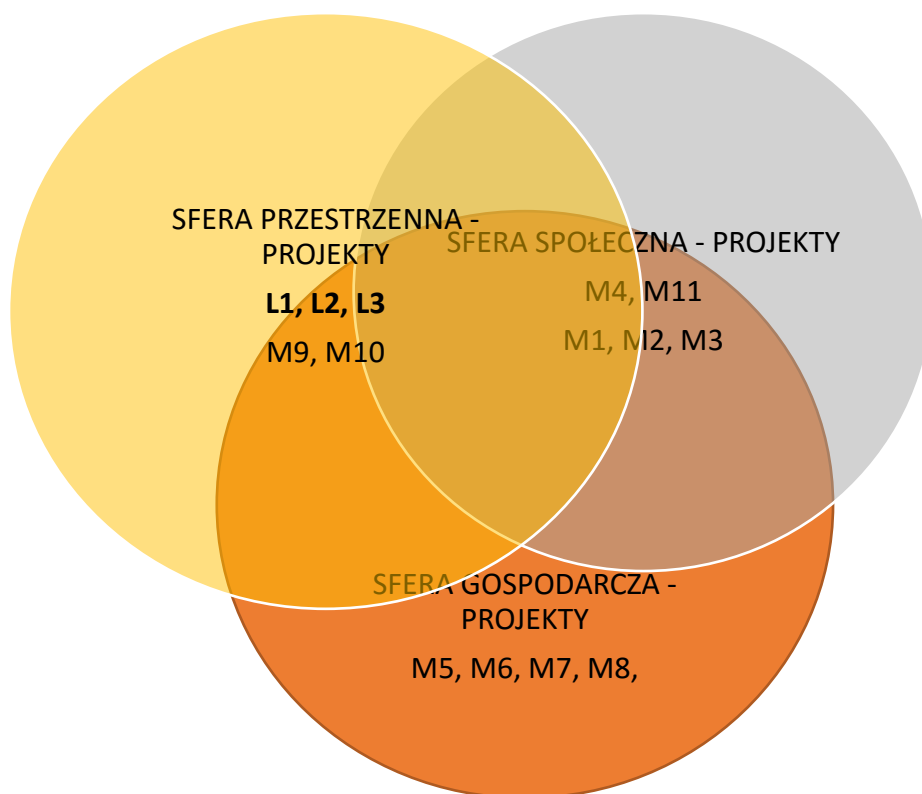 SFERA PRZESTRZENNA -
PROJEKTY
L1, L2, L3
M9, M10
SFERA SPOŁECZNA - PROJEKTY
M4, M11
M1, M2, M3
SFERA GOSPODARCZA -
PROJEKTY
M5, M6, M7, M8,